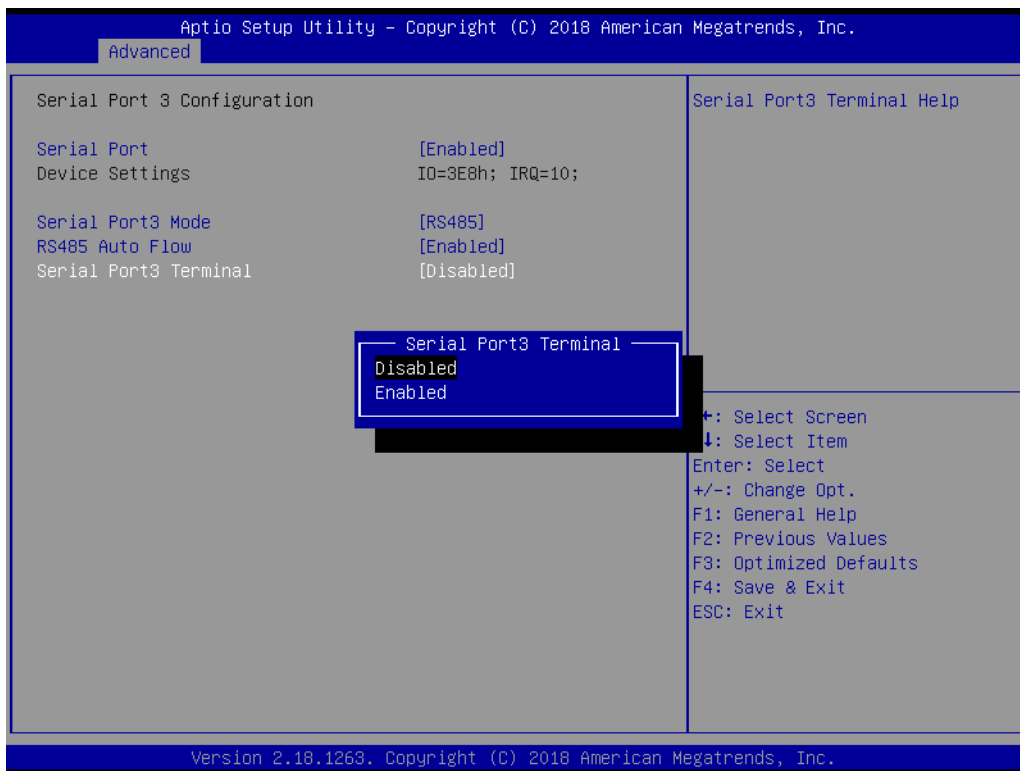 Aptio Setup Utility – Copyright (C) 2018 American Megatrends, Inc.
Advanced
Serial Port 3 Configuration
Serial Port [Enabled]
Device Settings IO=3E8h; IRQ=10;
Serial Port3 Mode [RS485]
RS485 Auto Flow [Enabled]
Serial Port3 Terminal [Disabled]
Serial Port3 Terminal
Disabled
Enabled
Serial Port3 Terminal Help
: Select Screen
↓: Select Item
Enter: Select
+/-: Change Opt.
F1: General Help
F2: Previous Values
F3: Optimized Defaults
F4: Save & Exit
ESC: Exit
Version 2.18.1263. Copyright (C) 2018 American Megatrends, Inc.